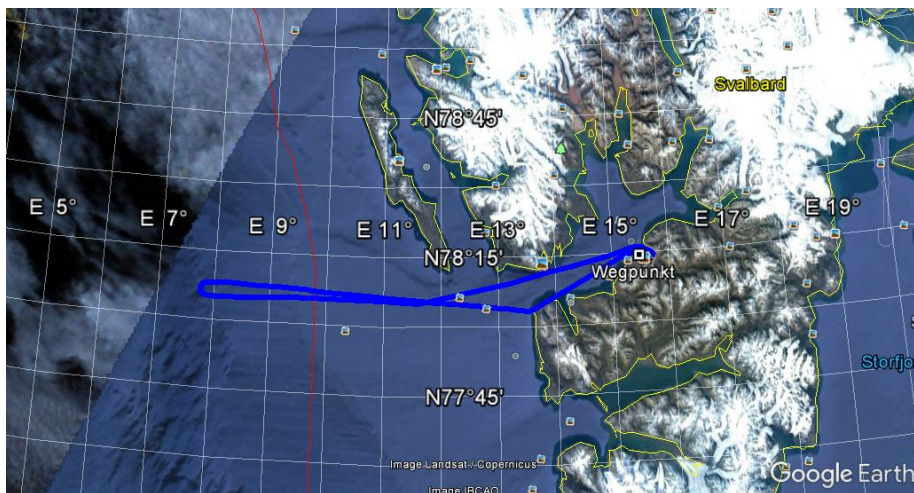 Svalbard
N78°45'
E 5°
E 7°
E 9°
E 11°
E 13°
E 15°
E 17°
E 19°
N78°15'
Wegpunkt
Storfjo
N77°45'
Image Landsat / Copernicus
Image IBCAO
Google Earth